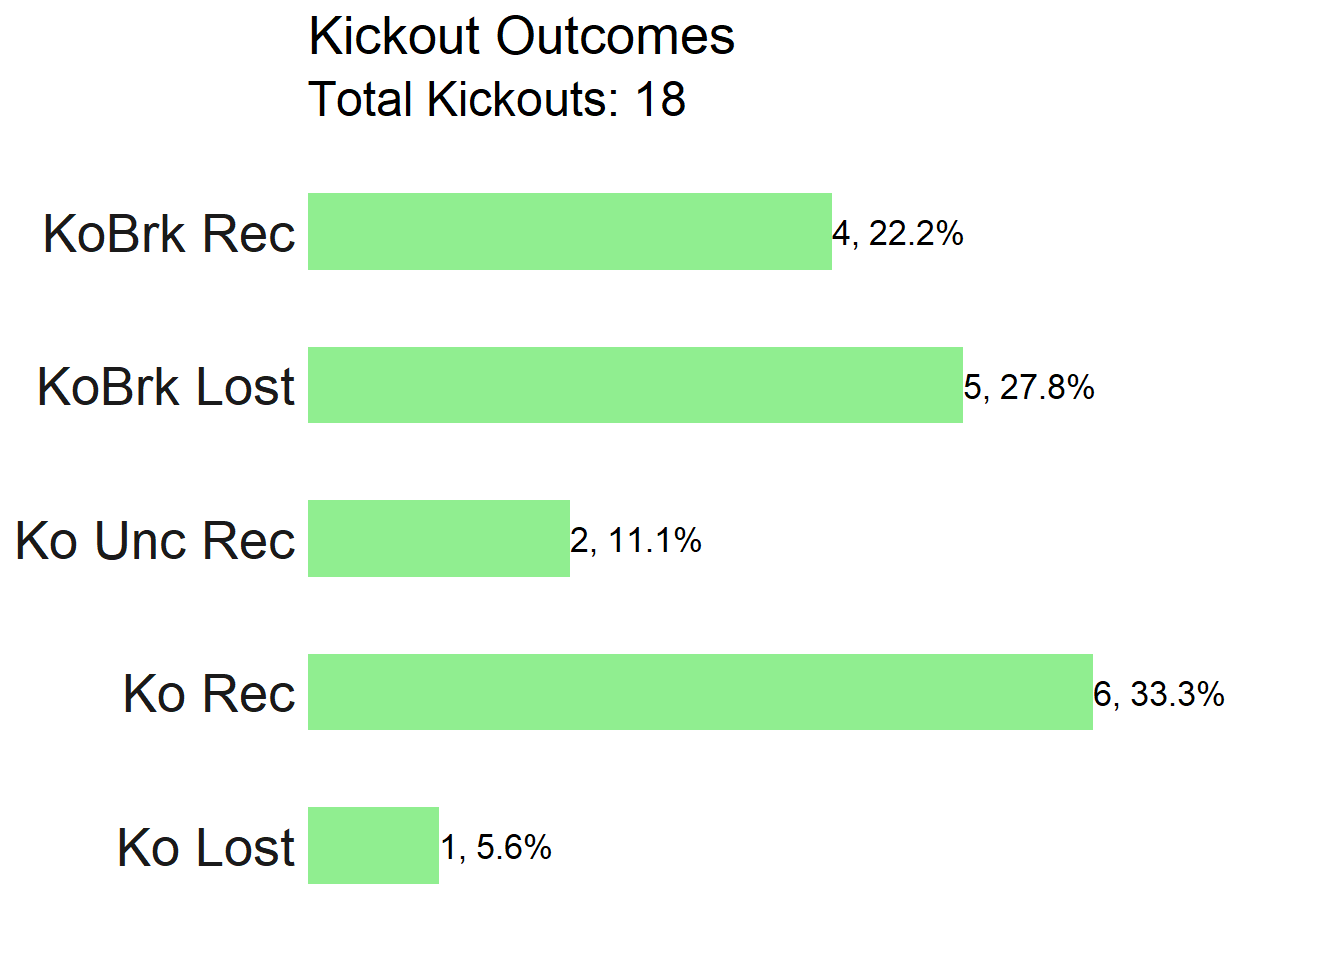 Kickout Outcomes
Total Kickouts: 18
KoBrk Rec 4, 22.2%
KoBrk Lost 5, 27.8%
Ko Unc Rec 2, 11.1%
Ko Rec 6, 33.3%
Ko Lost 1, 5.6%